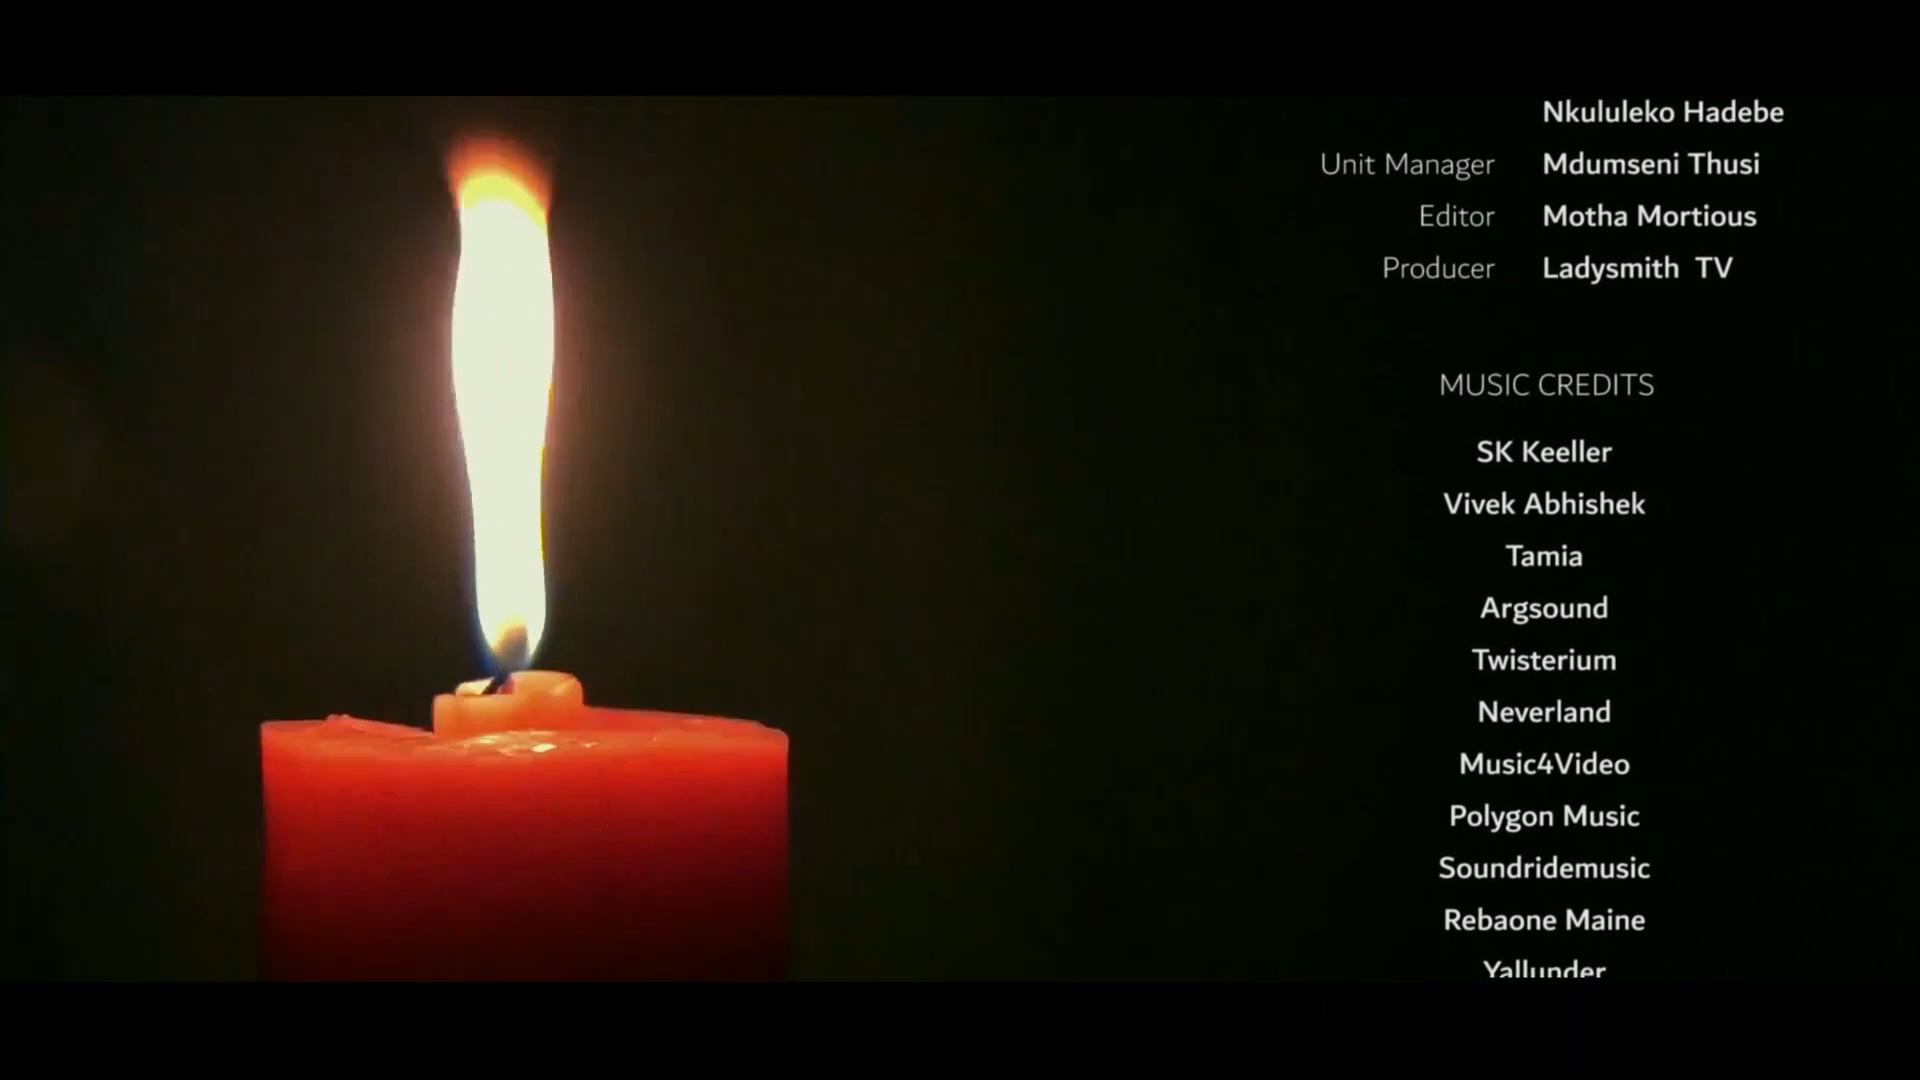 Nkululeko Hadebe
Unit Manager Mdumseni Thusi
Editor Motha Mortious
Producer Ladysmith TV
MUSIC CREDITS
SK Keeller
Vivek Abhishek
Tamia
Argsound
Twisterium
Neverland
Music4Video
Polygon Music
Soundridemusic
Rebaone Maine
Yallunder